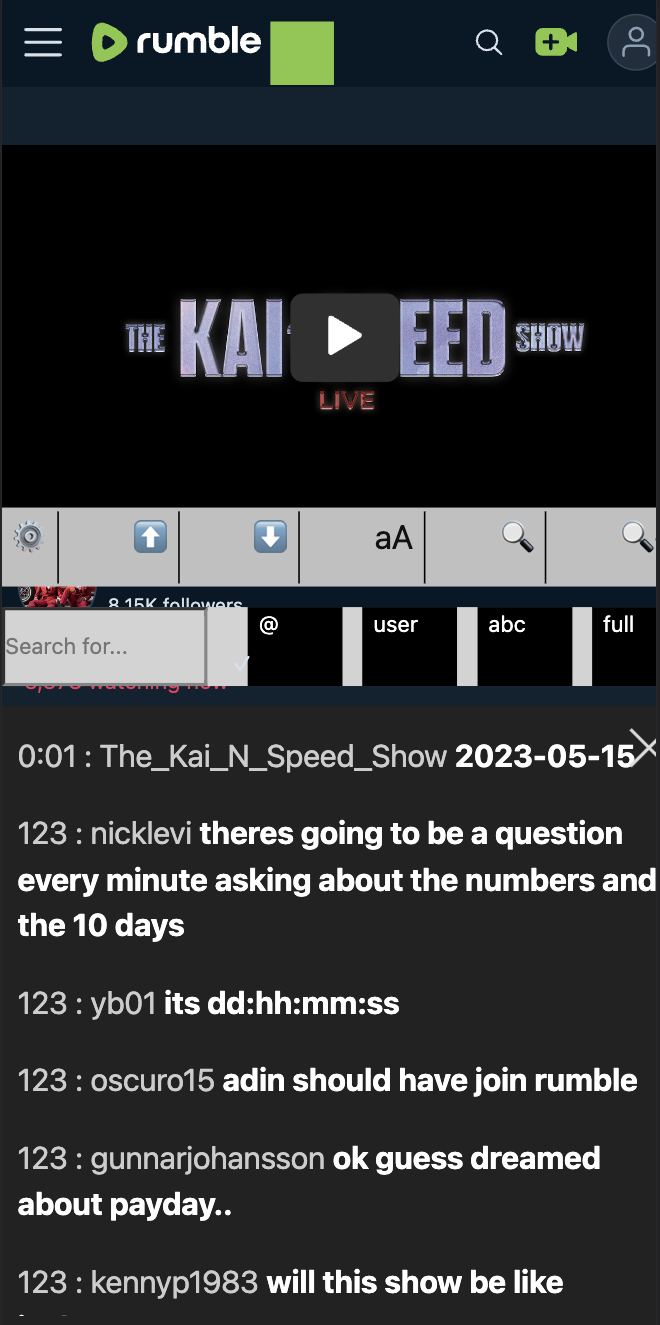 rumble
THE KAI EED SHOW
LIVE
aA
8.15K followers
Search for...
@
user
abc
full
watching now
0:01 : The_Kai_N_Speed_Show 2023-05-15
123 : nicklevi theres going to be a question
every minute asking about the numbers and
the 10 days
123 : yb01 its dd:hh:mm:ss
123 : oscuro15 adin should have join rumble
123 : gunnarjohansson ok guess dreamed
about payday..
123 : kennyp1983 will this show be like